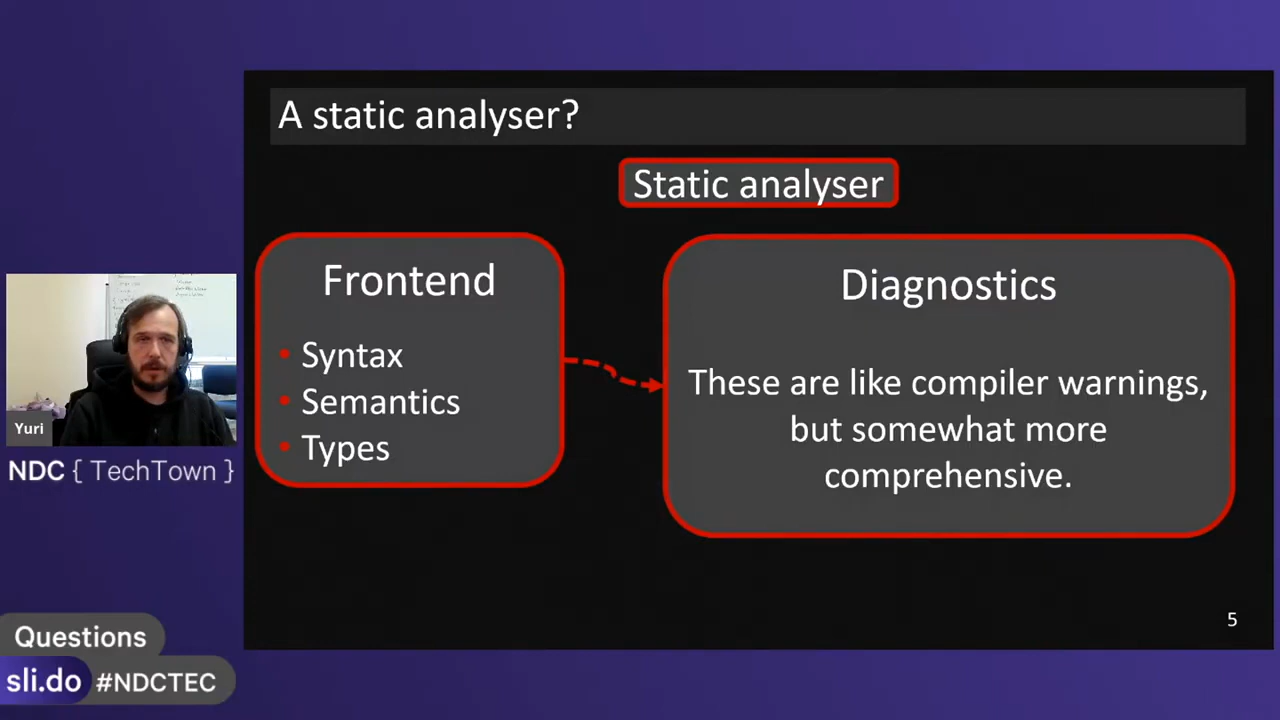 A static analyser?
Static analyser
Frontend
• Syntax
• Semantics
• Types
Diagnostics
These are like compiler warnings,
but somewhat more
comprehensive.
5
Yuri
NDC { TechTown }
Questions
sli.do #NDCTEC